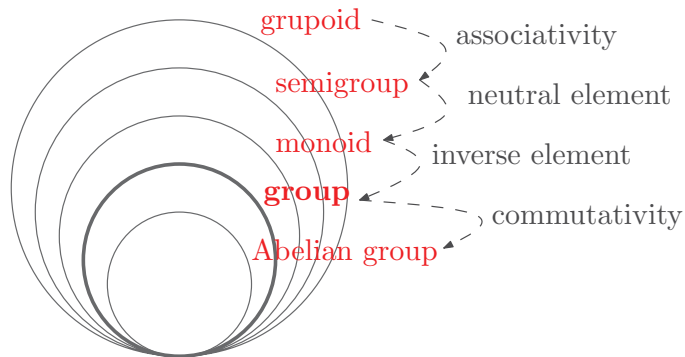 grupoid
associativity
semigroup
neutral element
monoid
inverse element
group
commutativity
Abelian group